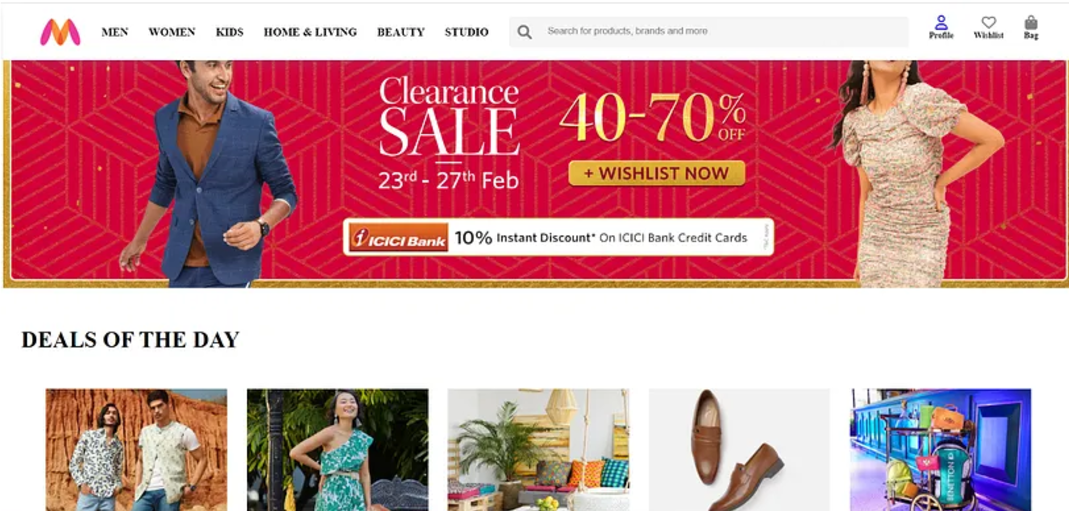 MEN WOMEN KIDS HOME & LIVING BEAUTY STUDIO Search for products, brands and more
Profile Wishlist Bag
Clearance
SALE
23rd - 27th Feb
40-70%
OFF
+ WISHLIST NOW
ICICI Bank 10% Instant Discount* On ICICI Bank Credit Cards
DEALS OF THE DAY
BENETTON